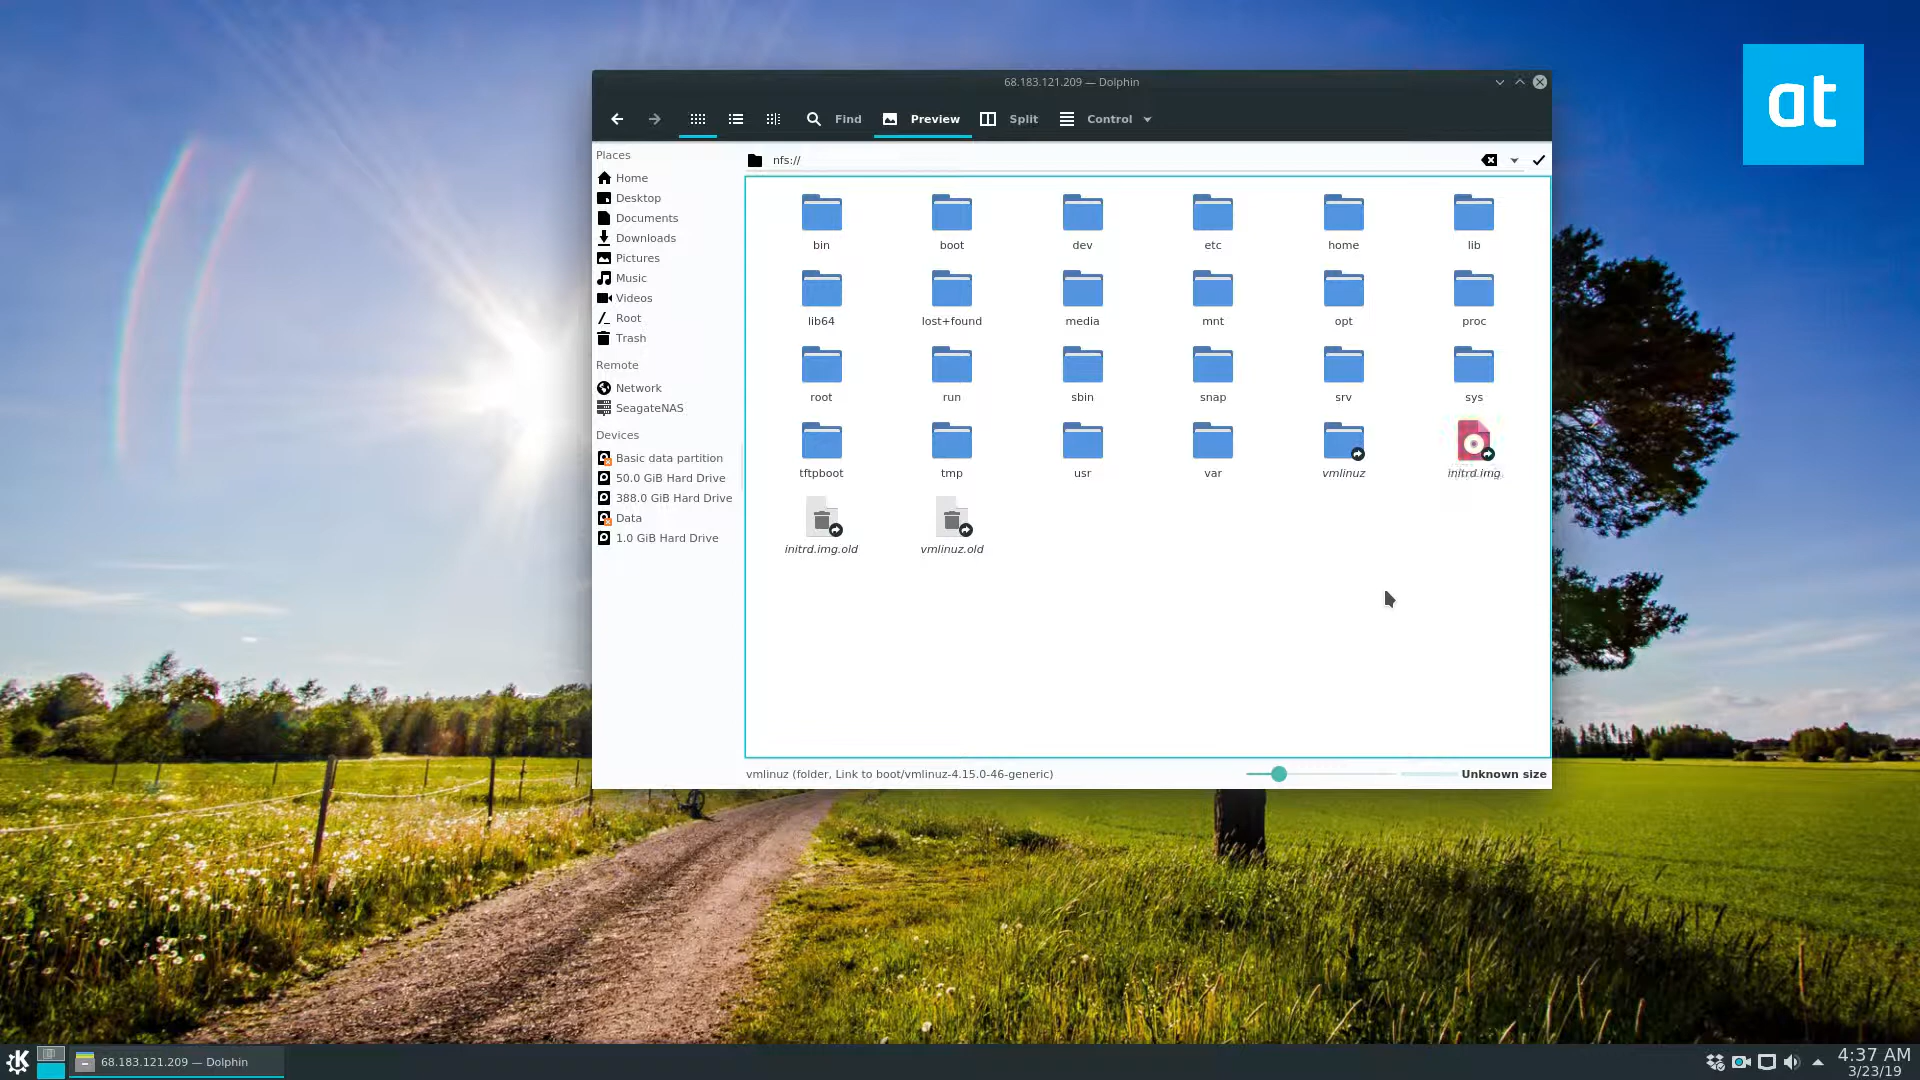 at
68.183.121.209 — Dolphin
Find
Preview
Split
Control
Places
Home
Desktop
Documents
Downloads
Pictures
Music
Videos
Root
Trash
Remote
Network
SeagateNAS
Devices
Basic data partition
50.0 GiB Hard Drive
388.0 GiB Hard Drive
Data
1.0 GiB Hard Drive
nfs://
bin boot dev etc home lib
lib64 lost+found media mnt opt proc
root run sbin snap srv sys
tftpboot tmp usr var vmlinuz initrd.img
initrd.img.old vmlinuz.old
vmlinuz (folder, Link to boot/vmlinuz-4.15.0-46-generic)
Unknown size
68.183.121.209 — Dolphin
4:37 AM
3/23/19